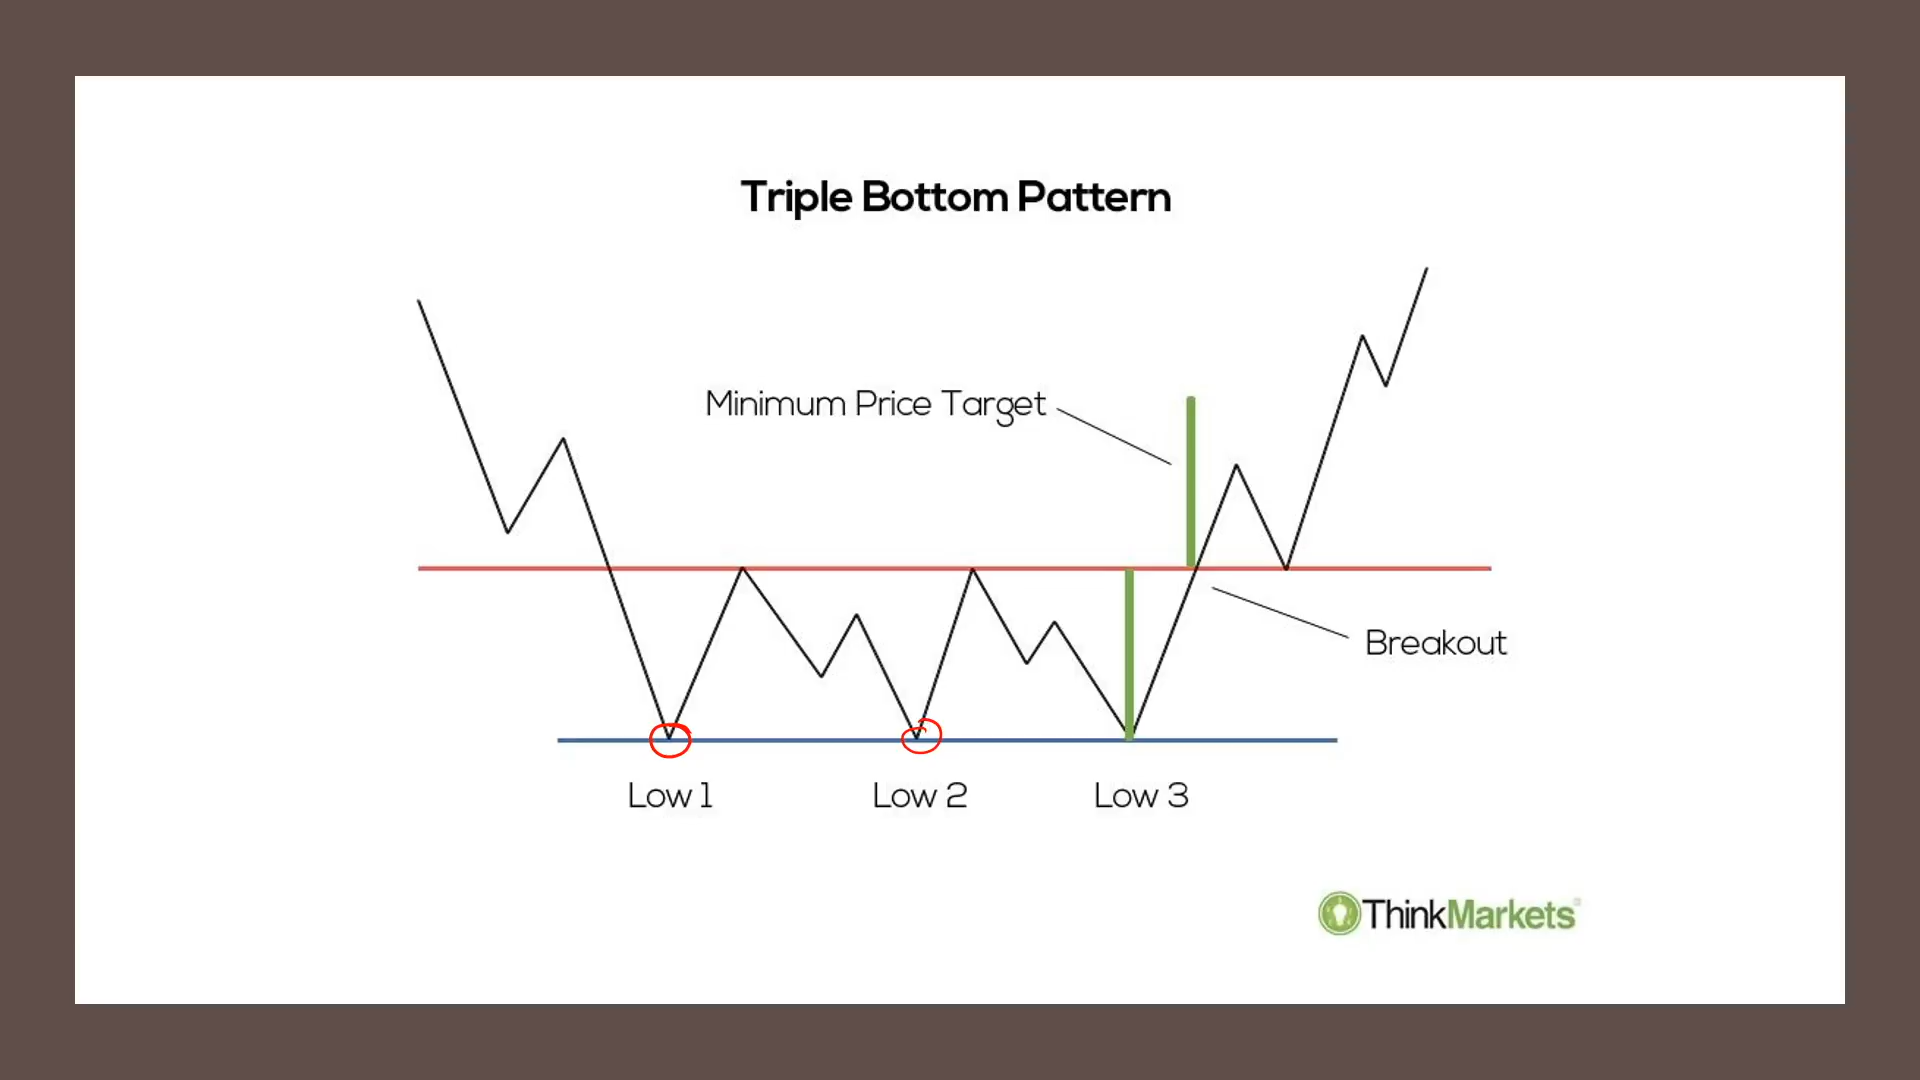 Triple Bottom Pattern
Minimum Price Target
Breakout
Low 1
Low 2
Low 3
ThinkMarkets